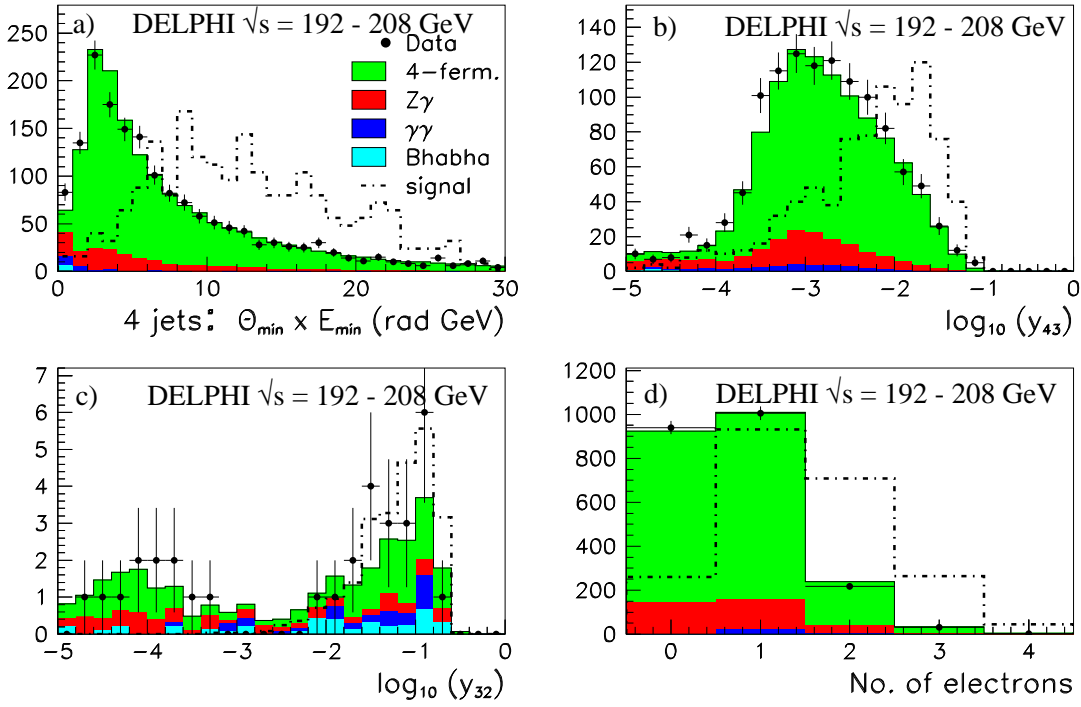 a) DELPHI √s = 192 - 208 GeV
Data
4-ferm.
Zγ
γγ
Bhabha
signal
250
200
150
100
50
0
0 10 20 30
4 jets: Θmin x Emin (rad GeV)
b) DELPHI √s = 192 - 208 GeV
140
120
100
80
60
40
20
0
-5 -4 -3 -2 -1 0
log10 (y43)
c) DELPHI √s = 192 - 208 GeV
7
6
5
4
3
2
1
0
-5 -4 -3 -2 -1 0
log10 (y32)
d) DELPHI √s = 192 - 208 GeV
1200
1000
800
600
400
200
0
0 1 2 3 4
No. of electrons